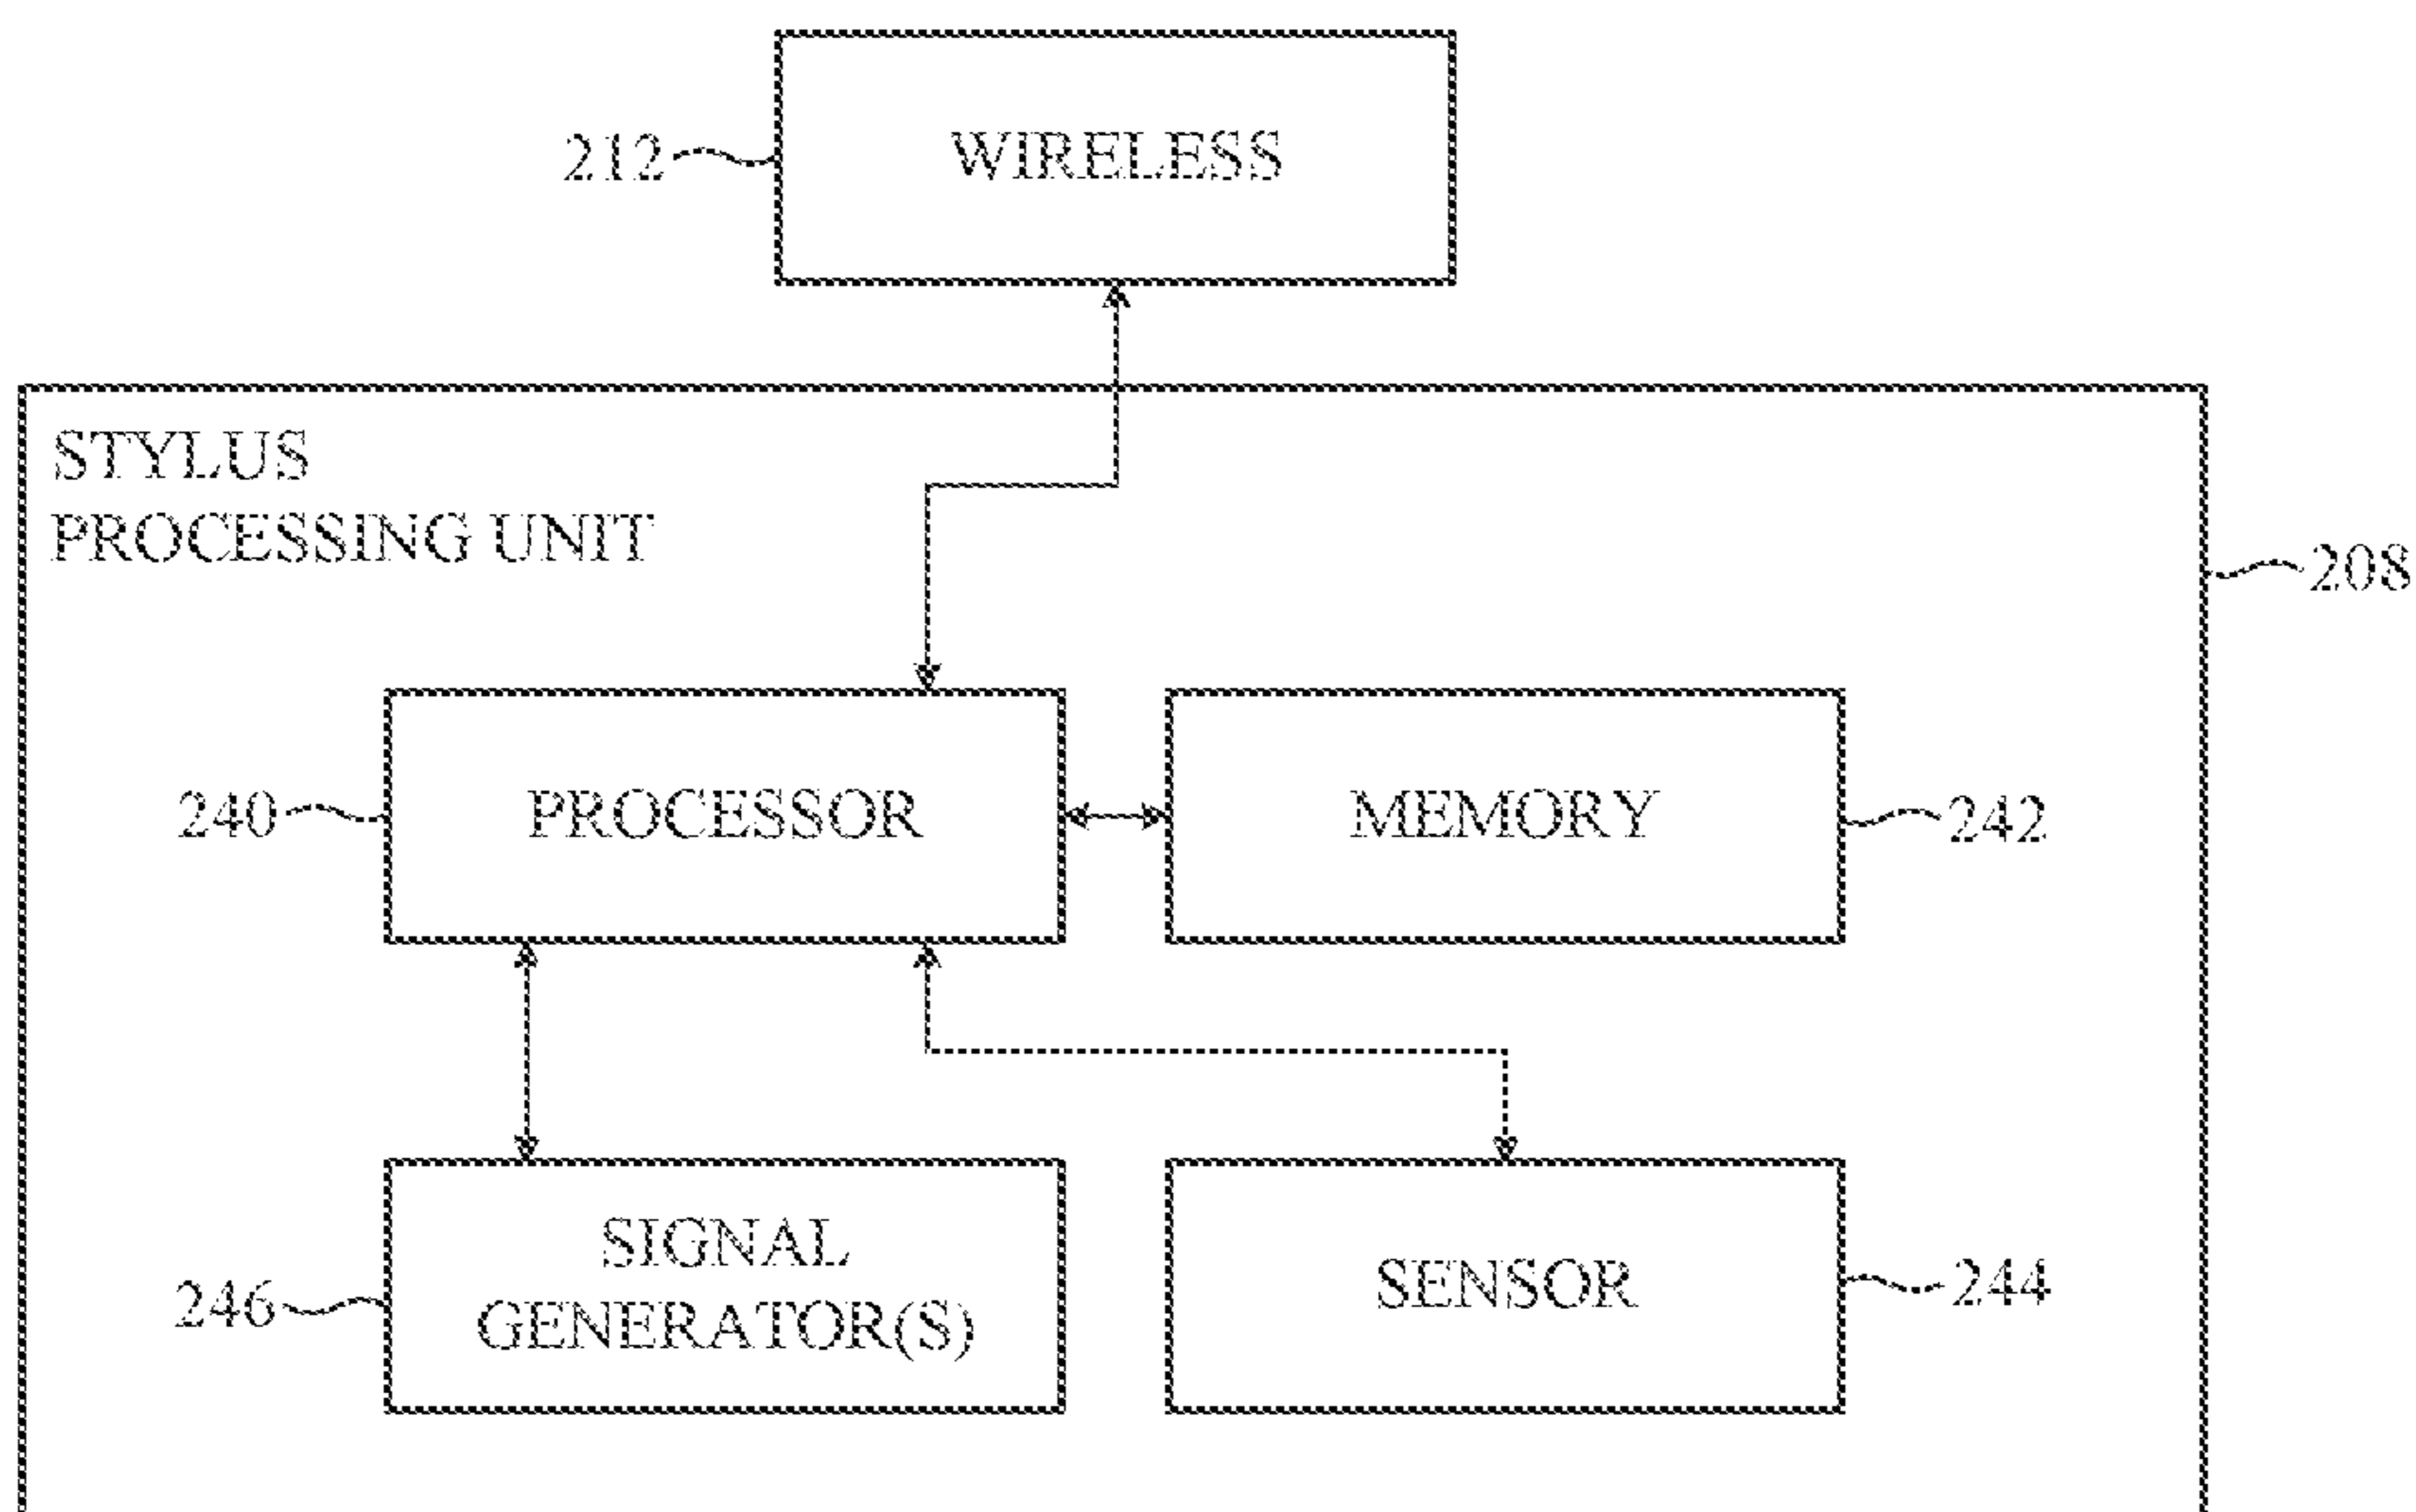 212
WIRELESS
STYLUS
PROCESSING UNIT
208
240
PROCESSOR
MEMORY
242
246
SIGNAL
GENERATOR(S)
SENSOR
244